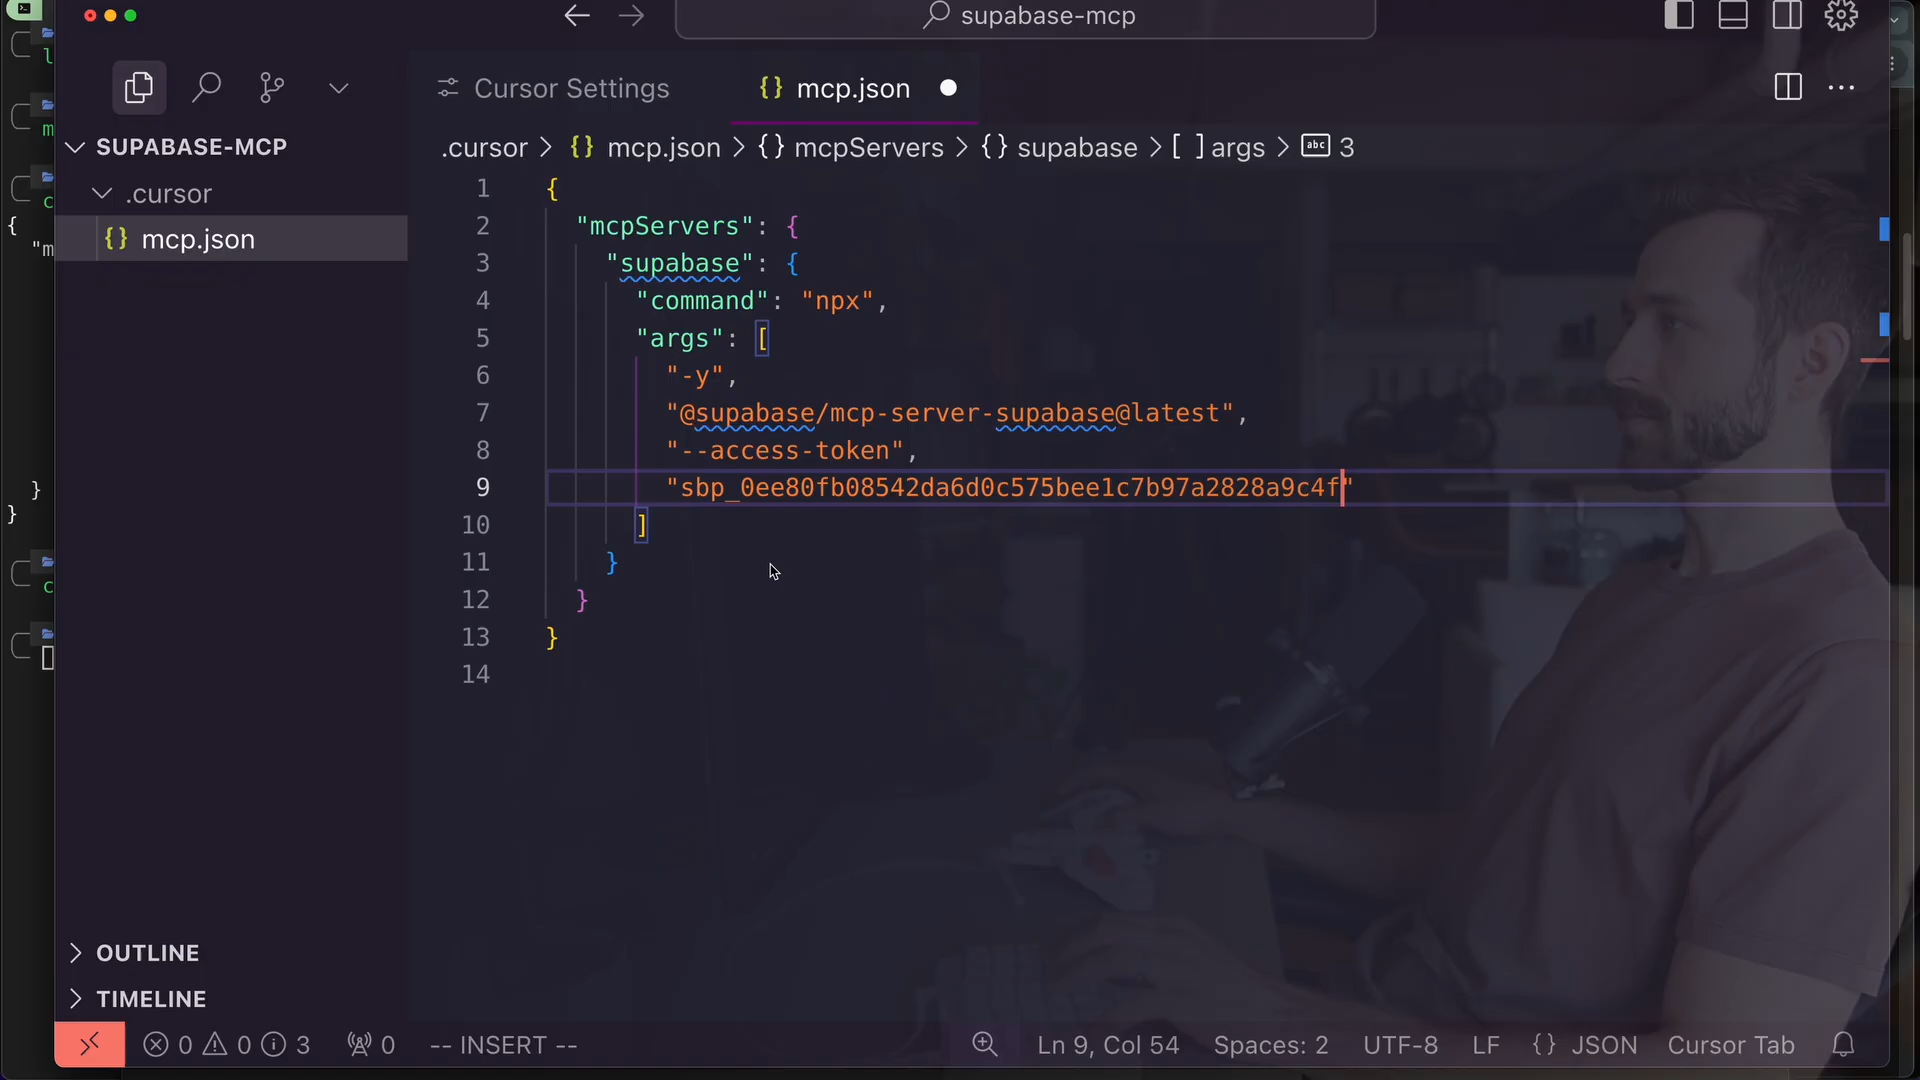 supabase-mcp
Cursor Settings
{} mcp.json
SUPABASE-MCP
.cursor
{} mcp.json
.cursor > {} mcp.json > {} mcpServers > {} supabase > [ ] args > abc 3
1 {
2 "mcpServers": {
3 "supabase": {
4 "command": "npx",
5 "args": [
6 "-y",
7 "@supabase/mcp-server-supabase@latest",
8 "--access-token",
9 "sbp_0ee80fb08542da6d0c575bee1c7b97a2828a9c4f"
10 ]
11 }
12 }
13 }
14
l
m
c
{
"m
}
}
c
OUTLINE
TIMELINE
0 0 3 0 -- INSERT -- Ln 9, Col 54 Spaces: 2 UTF-8 LF {} JSON Cursor Tab